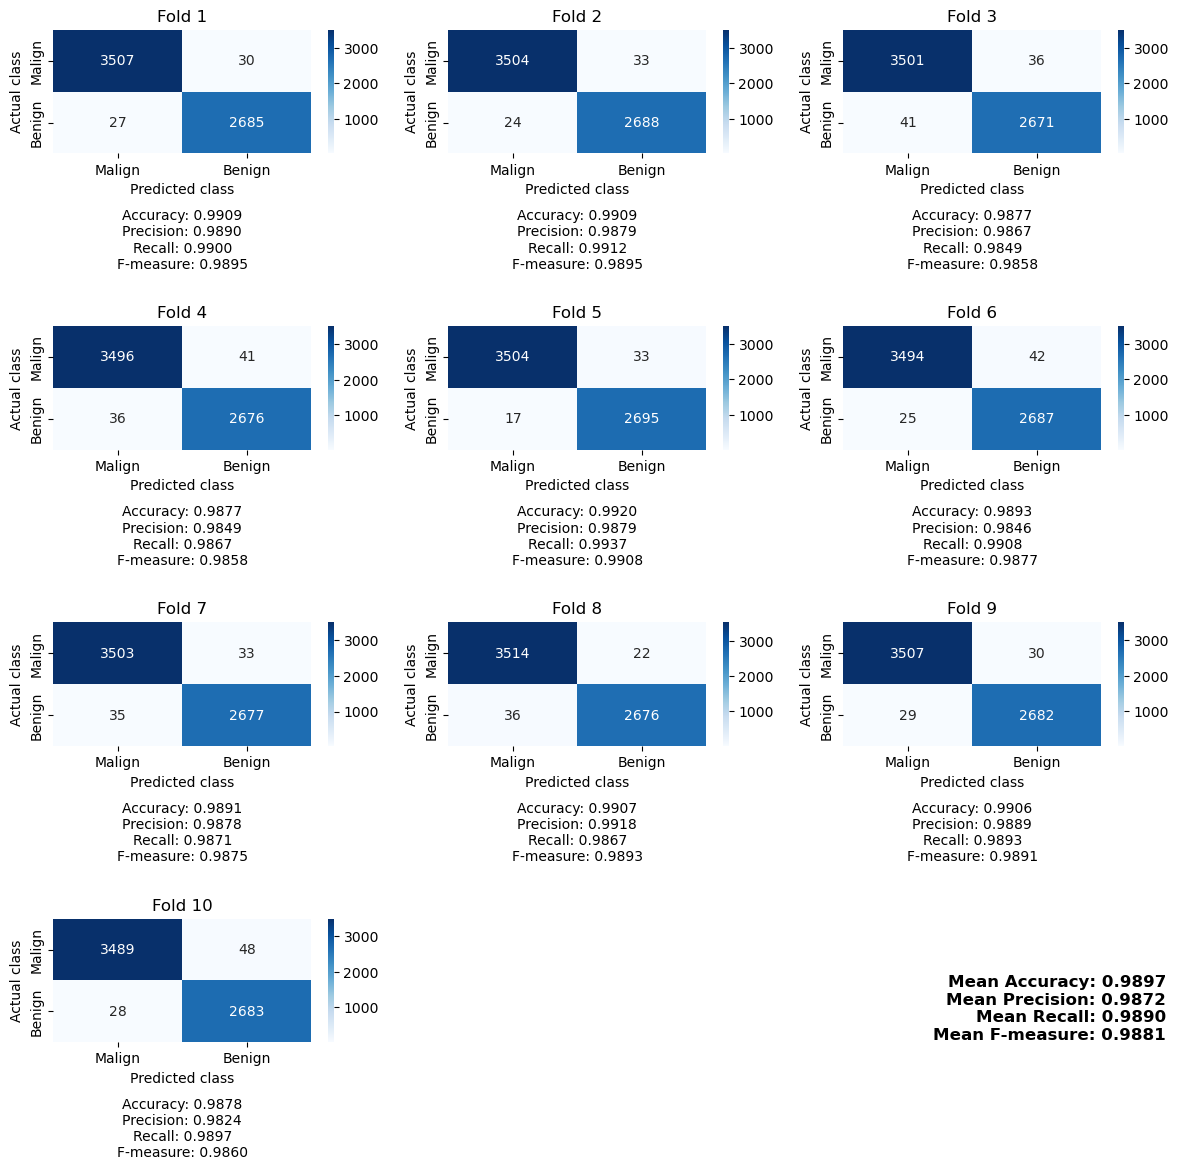 Fold 1
Actual class
Malign
Benign
3507 30
27 2685
3000
2000
1000
Malign Benign
Predicted class
Accuracy: 0.9909
Precision: 0.9890
Recall: 0.9900
F-measure: 0.9895
Fold 2
Actual class
Malign
Benign
3504 33
24 2688
3000
2000
1000
Malign Benign
Predicted class
Accuracy: 0.9909
Precision: 0.9879
Recall: 0.9912
F-measure: 0.9895
Fold 3
Actual class
Malign
Benign
3501 36
41 2671
3000
2000
1000
Malign Benign
Predicted class
Accuracy: 0.9877
Precision: 0.9867
Recall: 0.9849
F-measure: 0.9858
Fold 4
Actual class
Malign
Benign
3496 41
36 2676
3000
2000
1000
Malign Benign
Predicted class
Accuracy: 0.9877
Precision: 0.9849
Recall: 0.9867
F-measure: 0.9858
Fold 5
Actual class
Malign
Benign
3504 33
17 2695
3000
2000
1000
Malign Benign
Predicted class
Accuracy: 0.9920
Precision: 0.9879
Recall: 0.9937
F-measure: 0.9908
Fold 6
Actual class
Malign
Benign
3494 42
25 2687
3000
2000
1000
Malign Benign
Predicted class
Accuracy: 0.9893
Precision: 0.9846
Recall: 0.9908
F-measure: 0.9877
Fold 7
Actual class
Malign
Benign
3503 33
35 2677
3000
2000
1000
Malign Benign
Predicted class
Accuracy: 0.9891
Precision: 0.9878
Recall: 0.9871
F-measure: 0.9875
Fold 8
Actual class
Malign
Benign
3514 22
36 2676
3000
2000
1000
Malign Benign
Predicted class
Accuracy: 0.9907
Precision: 0.9918
Recall: 0.9867
F-measure: 0.9893
Fold 9
Actual class
Malign
Benign
3507 30
29 2682
3000
2000
1000
Malign Benign
Predicted class
Accuracy: 0.9906
Precision: 0.9889
Recall: 0.9893
F-measure: 0.9891
Fold 10
Actual class
Malign
Benign
3489 48
28 2683
3000
2000
1000
Malign Benign
Predicted class
Accuracy: 0.9878
Precision: 0.9824
Recall: 0.9897
F-measure: 0.9860
Mean Accuracy: 0.9897
Mean Precision: 0.9872
Mean Recall: 0.9890
Mean F-measure: 0.9881